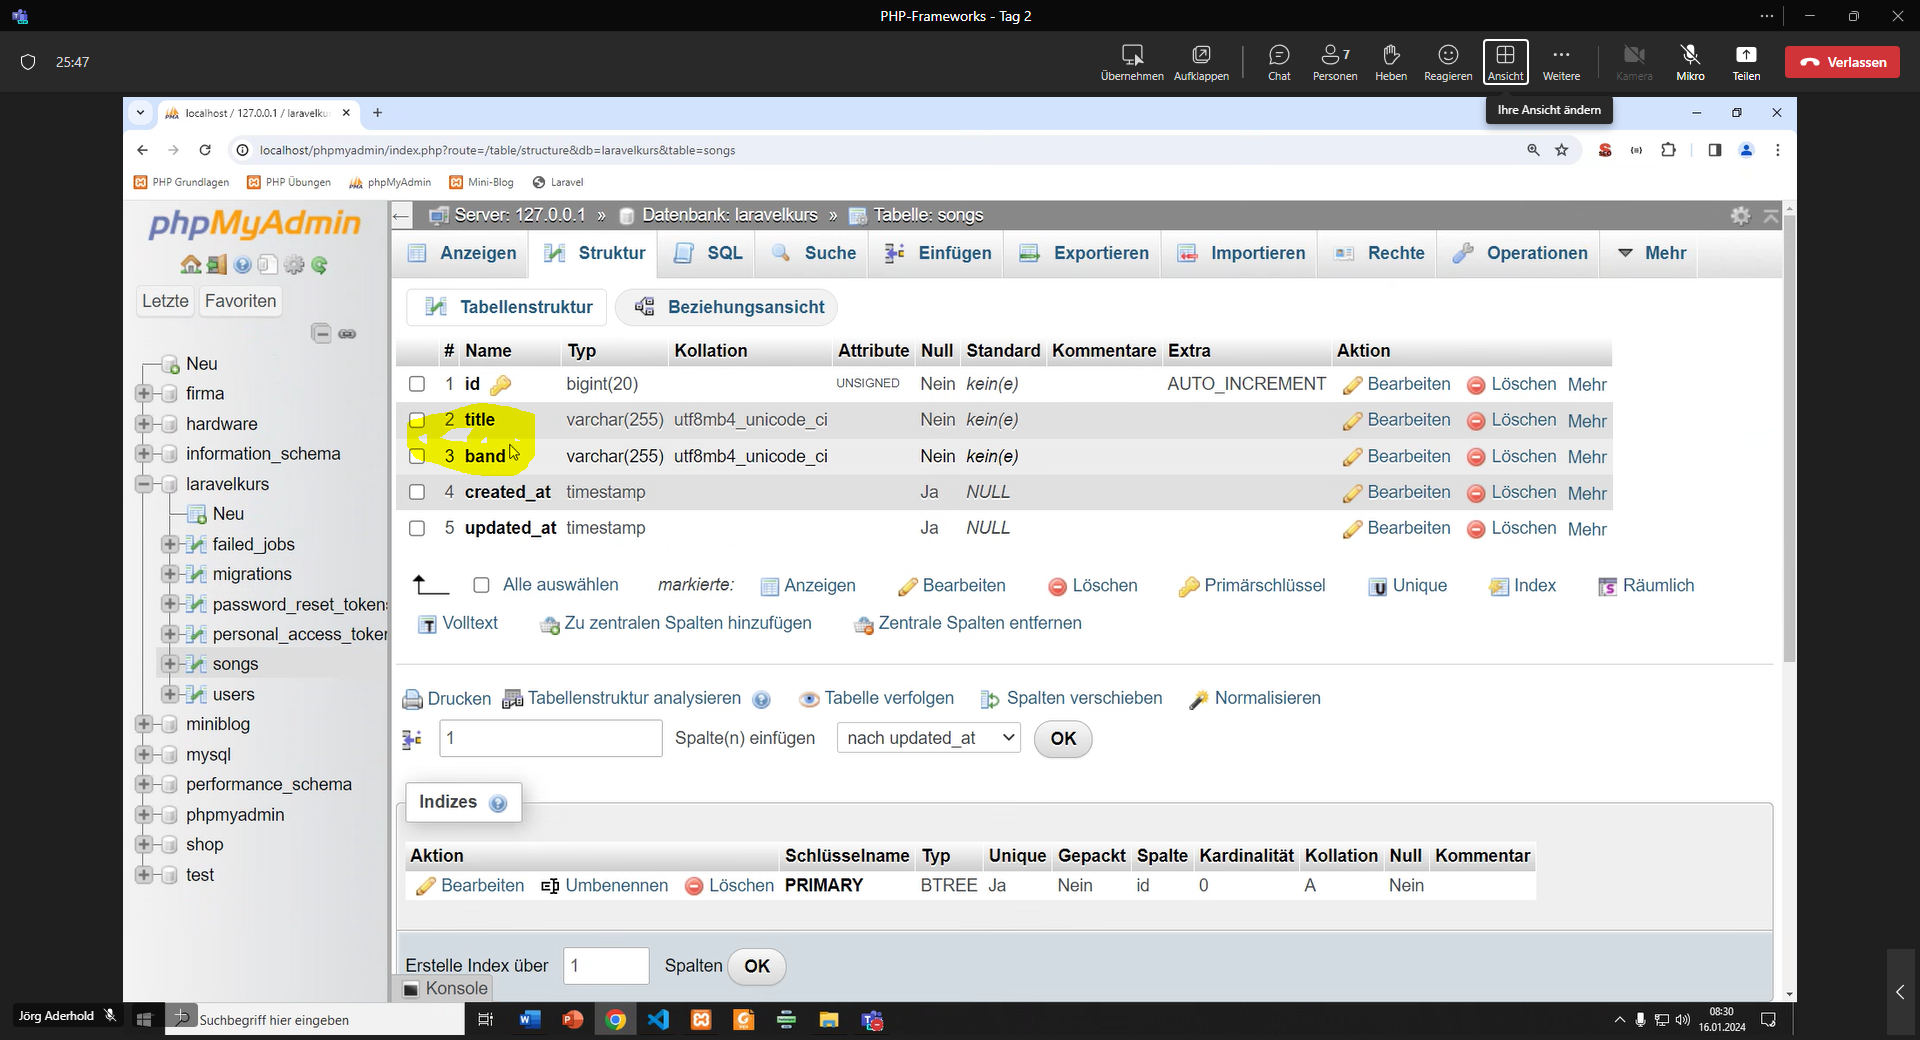 PHP-Frameworks - Tag 2
25:47
Übernehmen Aufklappen Chat 7 Personen Heben Reagieren Ansicht Weitere Kamera Mikro Teilen Verlassen
Ihre Ansicht ändern
localhost / 127.0.0.1 / laravelku
localhost/phpmyadmin/index.php?route=/table/structure&db=laravelkurs&table=songs
PHP Grundlagen PHP Übungen phpMyAdmin Mini-Blog Laravel
phpMyAdmin
Letzte Favoriten
Neu
firma
hardware
information_schema
laravelkurs
Neu
failed_jobs
migrations
password_reset_token
personal_access_toke
songs
users
miniblog
mysql
performance_schema
phpmyadmin
shop
test
Server: 127.0.0.1 » Datenbank: laravelkurs » Tabelle: songs
Anzeigen Struktur SQL Suche Einfügen Exportieren Importieren Rechte Operationen Mehr
Tabellenstruktur Beziehungsansicht
# Name Typ Kollation Attribute Null Standard Kommentare Extra Aktion
1 id bigint(20) UNSIGNED Nein kein(e) AUTO_INCREMENT Bearbeiten Löschen Mehr
2 title varchar(255) utf8mb4_unicode_ci Nein kein(e) Bearbeiten Löschen Mehr
3 band varchar(255) utf8mb4_unicode_ci Nein kein(e) Bearbeiten Löschen Mehr
4 created_at timestamp Ja NULL Bearbeiten Löschen Mehr
5 updated_at timestamp Ja NULL Bearbeiten Löschen Mehr
Alle auswählen markierte: Anzeigen Bearbeiten Löschen Primärschlüssel Unique Index Räumlich
Volltext Zu zentralen Spalten hinzufügen Zentrale Spalten entfernen
Drucken Tabellenstruktur analysieren Tabelle verfolgen Spalten verschieben Normalisieren
1 Spalte(n) einfügen nach updated_at OK
Indizes
Aktion Schlüsselname Typ Unique Gepackt Spalte Kardinalität Kollation Null Kommentar
Bearbeiten Umbenennen Löschen PRIMARY BTREE Ja Nein id 0 A Nein
Erstelle Index über 1 Spalten OK
Konsole
Jörg Aderhold
Suchbegriff hier eingeben
08:30
16.01.2024